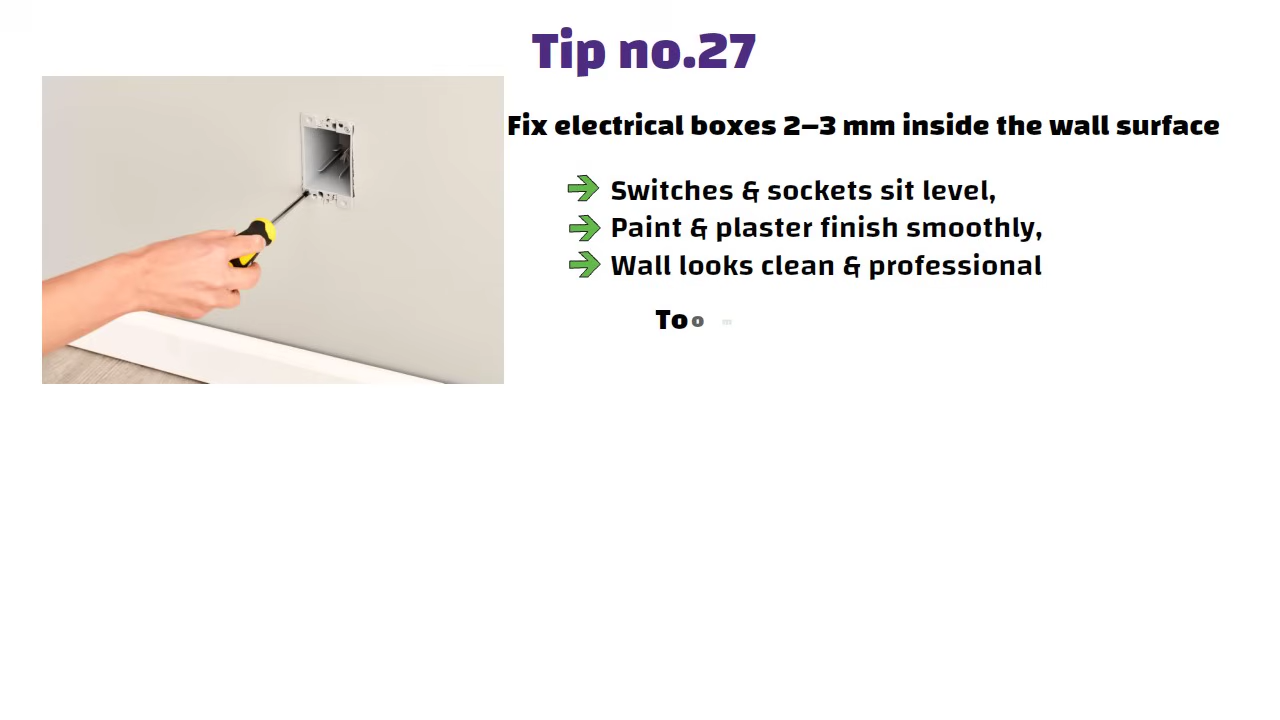 Tip no.27
Fix electrical boxes 2–3 mm inside the wall surface
Switches & sockets sit level,
Paint & plaster finish smoothly,
Wall looks clean & professional
Too